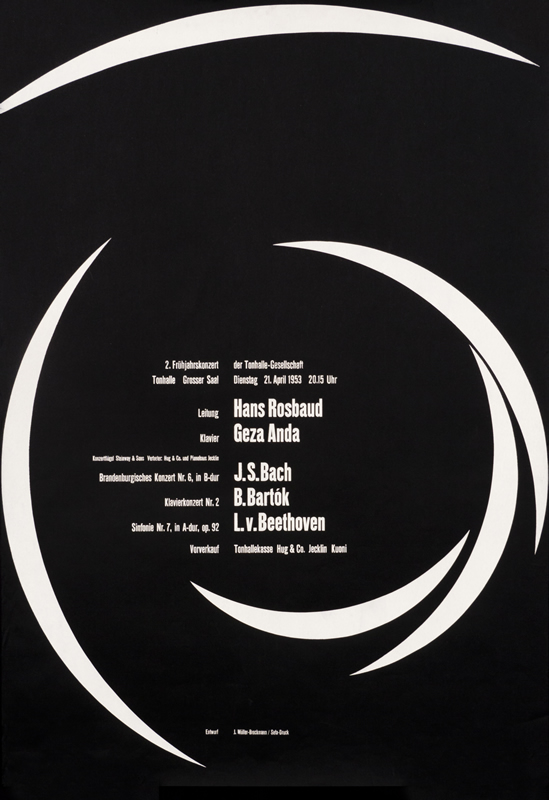 2. Frühjahrskonzert der Tonhalle-Gesellschaft
Tonhalle Grosser Saal Dienstag 21. April 1953 20.15 Uhr
Leitung Hans Rosbaud
Klavier Geza Anda
Konzertflügel Steinway & Sons Vertreter: Hug & Co. und Pianohaus Jecklin
J. S. Bach
Brandenburgisches Konzert Nr. 6, in B-dur
Klavierkonzert Nr. 2 B. Bartók
Sinfonie Nr. 7, in A-dur, op. 92 L. v. Beethoven
Vorverkauf Tonhallekasse Hug & Co. Jecklin Kuoni
Entwurf J. Müller-Brockmann / Safa-Druck